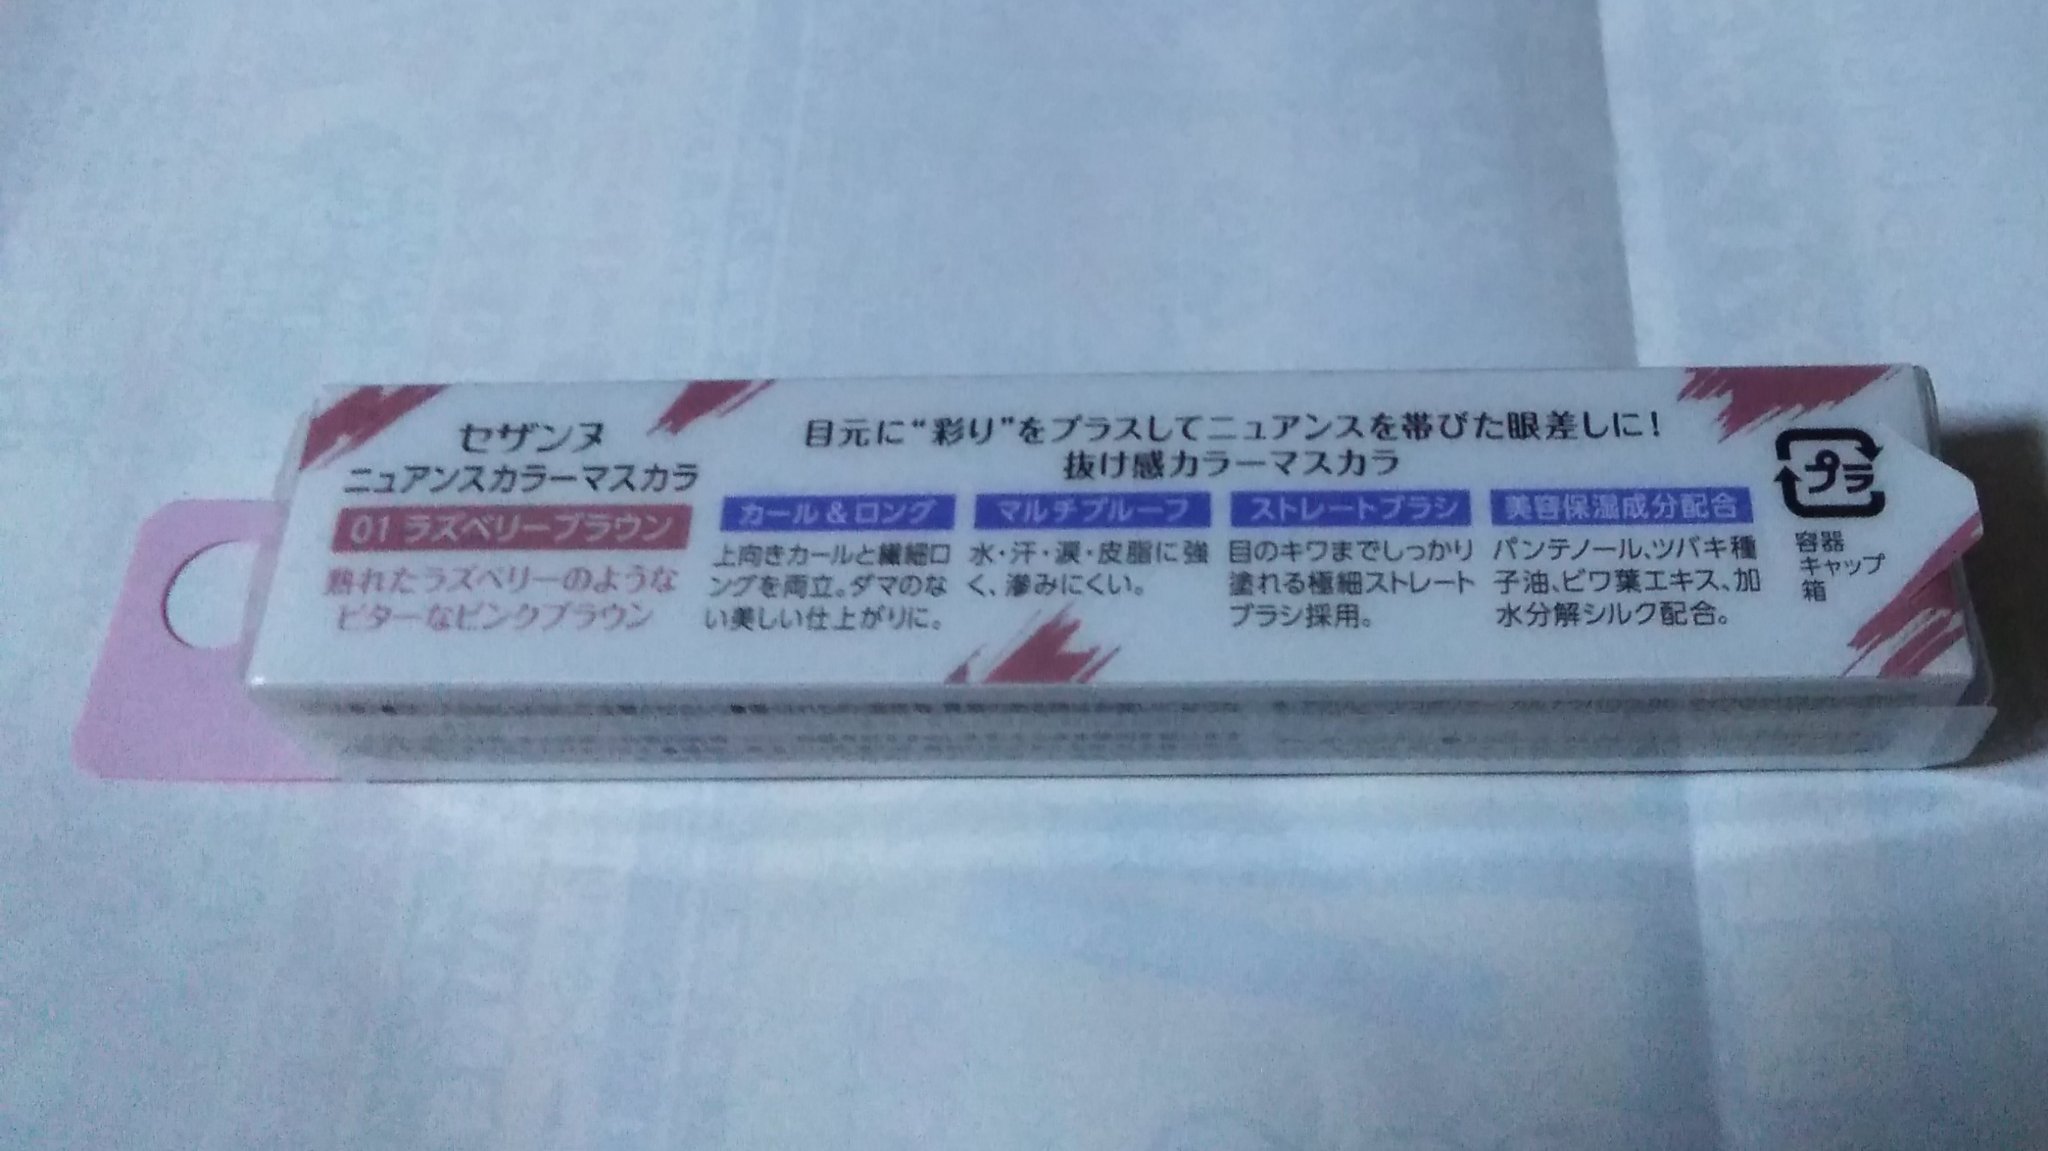 セザンヌ
ニュアンスカラーマスカラ
01 ラズベリーブラウン
熟れたラズベリーのような
ビターなピンクブラウン
目元に“彩り”をプラスしてニュアンスを帯びた眼差しに!
抜け感カラーマスカラ
カール&ロング
上向きカールと繊細ロ
ングを両立。ダマのな
い美しい仕上がりに。
マルチプルーフ
水・汗・涙・皮脂に強
く、滲みにくい。
ストレートブラシ
目のキワまでしっかり
塗れる極細ストレート
ブラシ採用。
美容保湿成分配合
パンテノール、ツバキ種
子油、ビワ葉エキス、加
水分解シルク配合。
プラ
容器
キャップ
箱